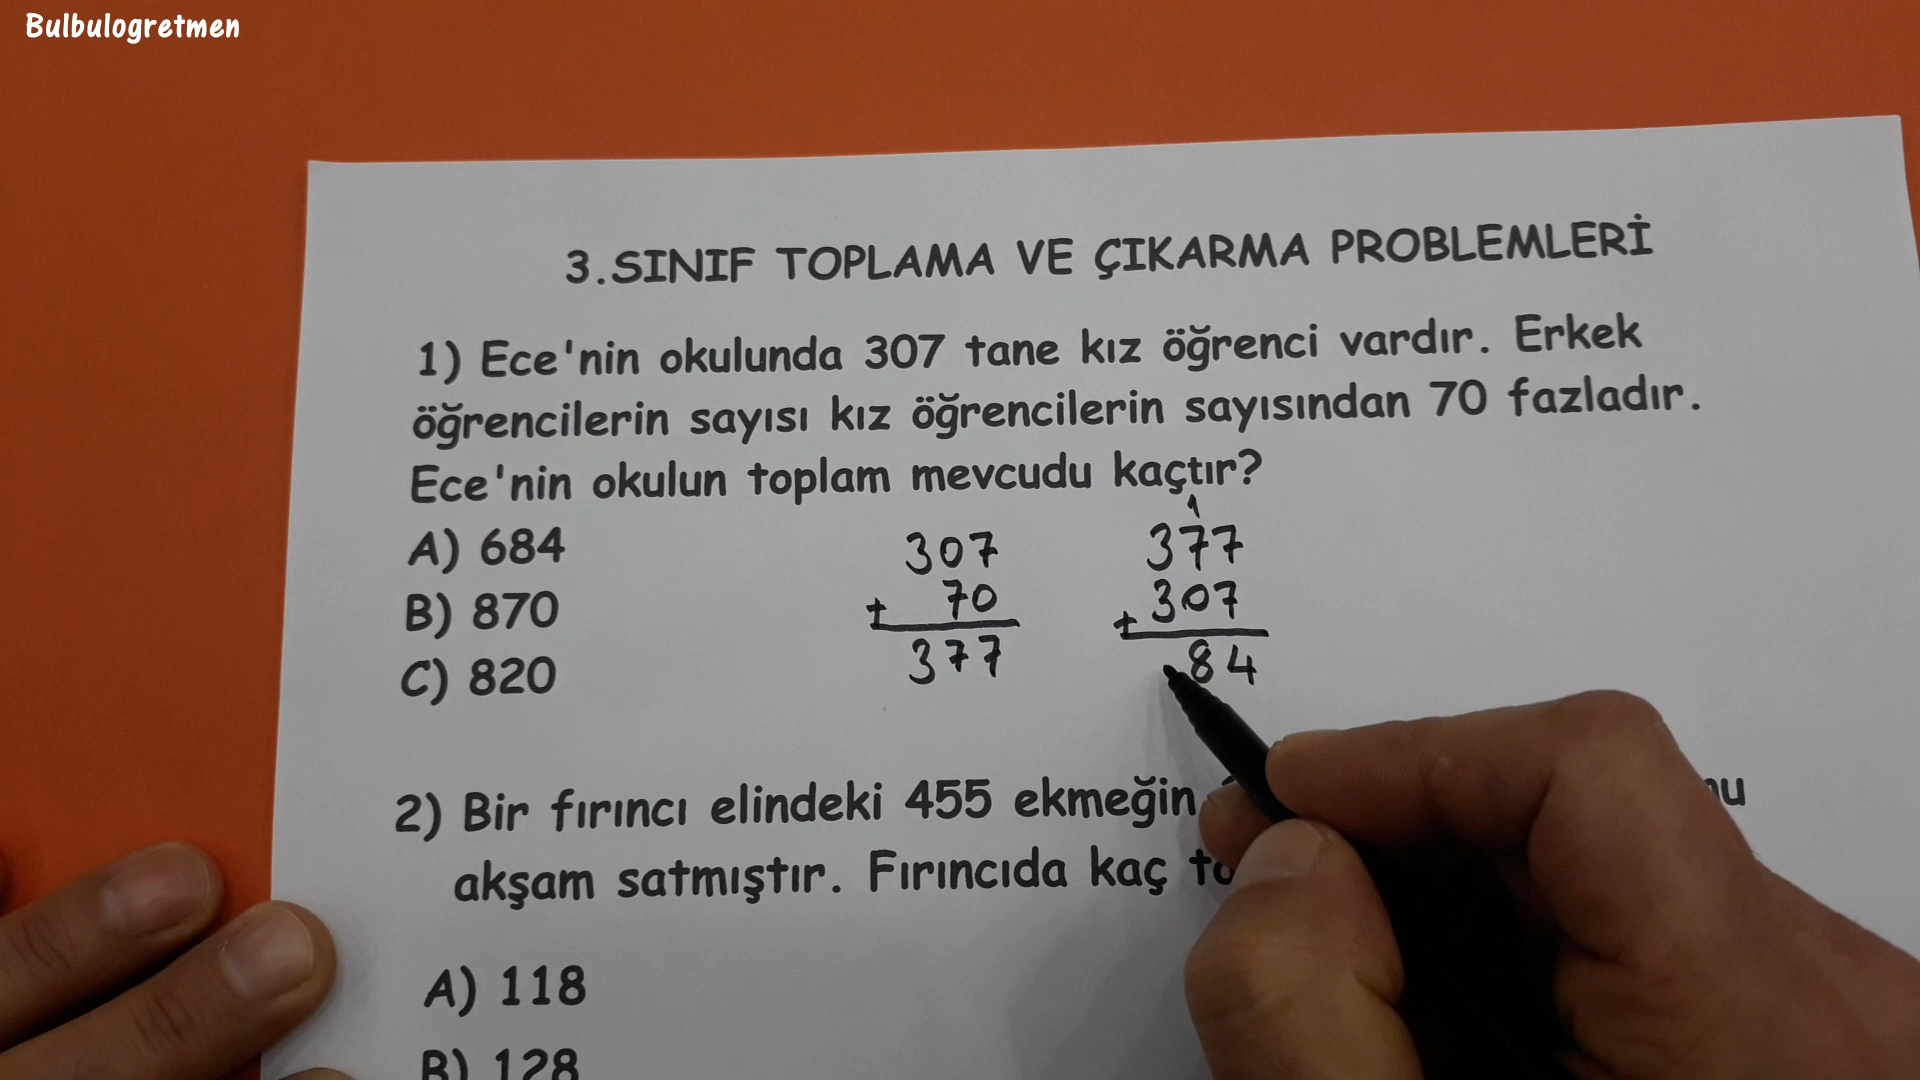 Bulbulogretmen
3.SINIF TOPLAMA VE ÇIKARMA PROBLEMLERİ
1) Ece'nin okulunda 307 tane kız öğrenci vardır. Erkek
öğrencilerin sayısı kız öğrencilerin sayısından 70 fazladır.
Ece'nin okulun toplam mevcudu kaçtır?
A) 684
B) 870
C) 820
307
+ 70
377
1
377
+ 307
84
2) Bir fırıncı elindeki 455 ekmeğin
akşam satmıştır. Fırıncıda kaç
A) 118
B) 128